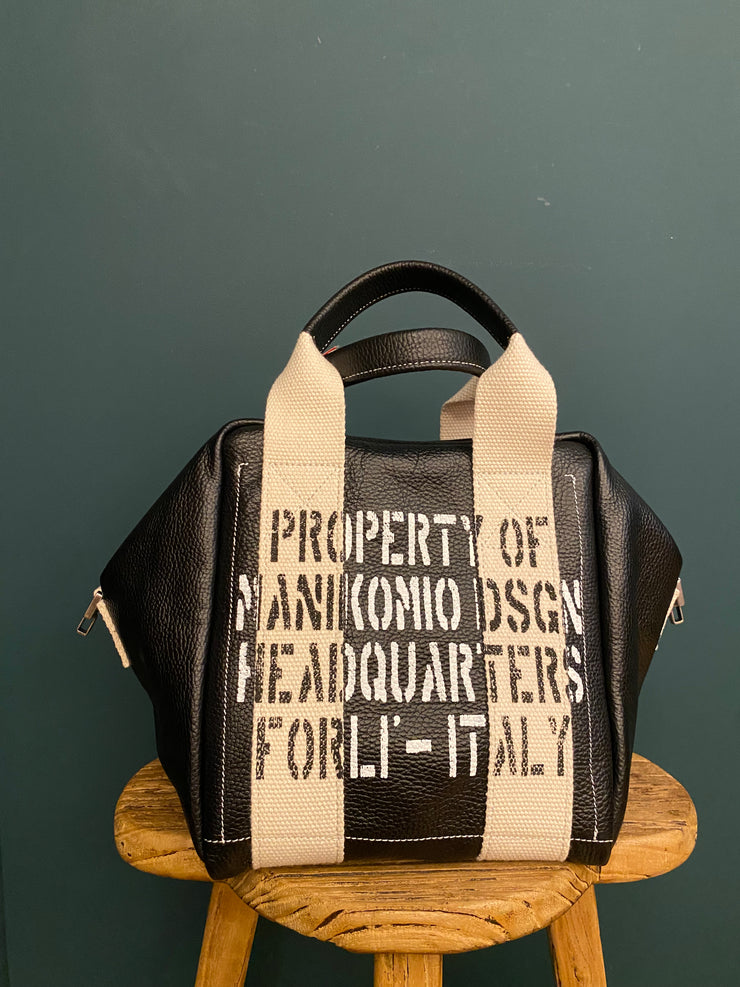 PROPERTY OF
MANIKOMIO DSGN
HEADQUARTERS
FORLI' - ITALY